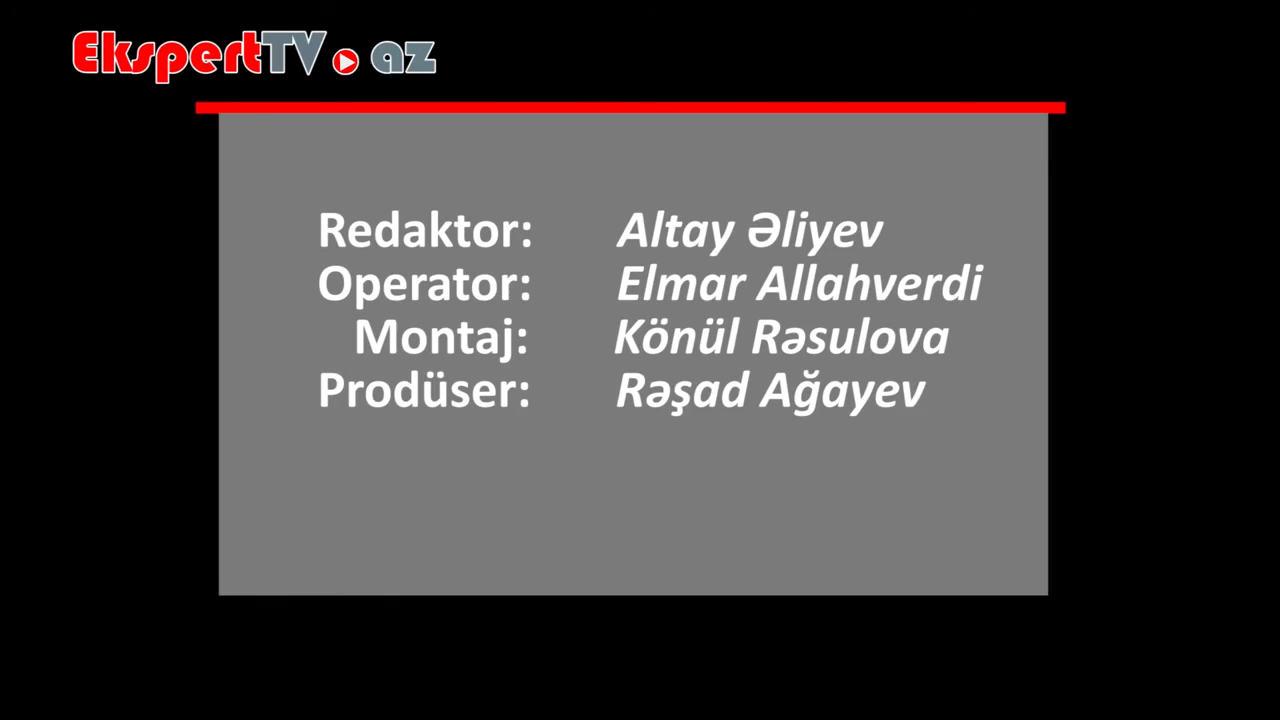 EkspertTV.az
Redaktor: Altay Əliyev
Operator: Elmar Allahverdi
Montaj: Könül Rəsulova
Prodüser: Rəşad Ağayev